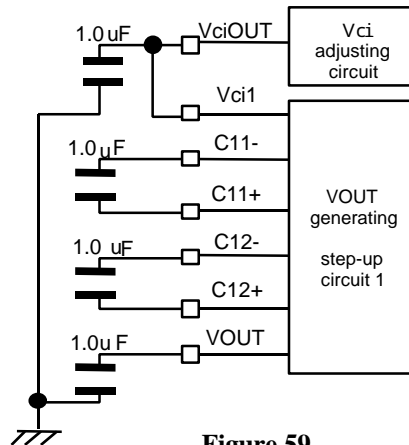 1.0 uF
VciOUT
Vci
adjusting
circuit
Vci1
1.0 uF
C11-
C11+
VOUT
generating
step-up
circuit 1
1.0 uF
C12-
C12+
1.0u F
VOUT
Figure 59